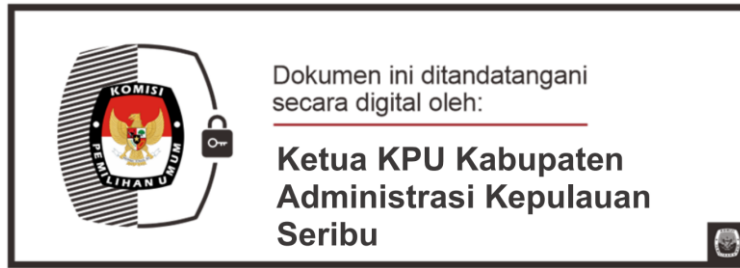 KOMISI
PEMILIHAN UMUM
Dokumen ini ditandatangani
secara digital oleh:
Ketua KPU Kabupaten
Administrasi Kepulauan
Seribu